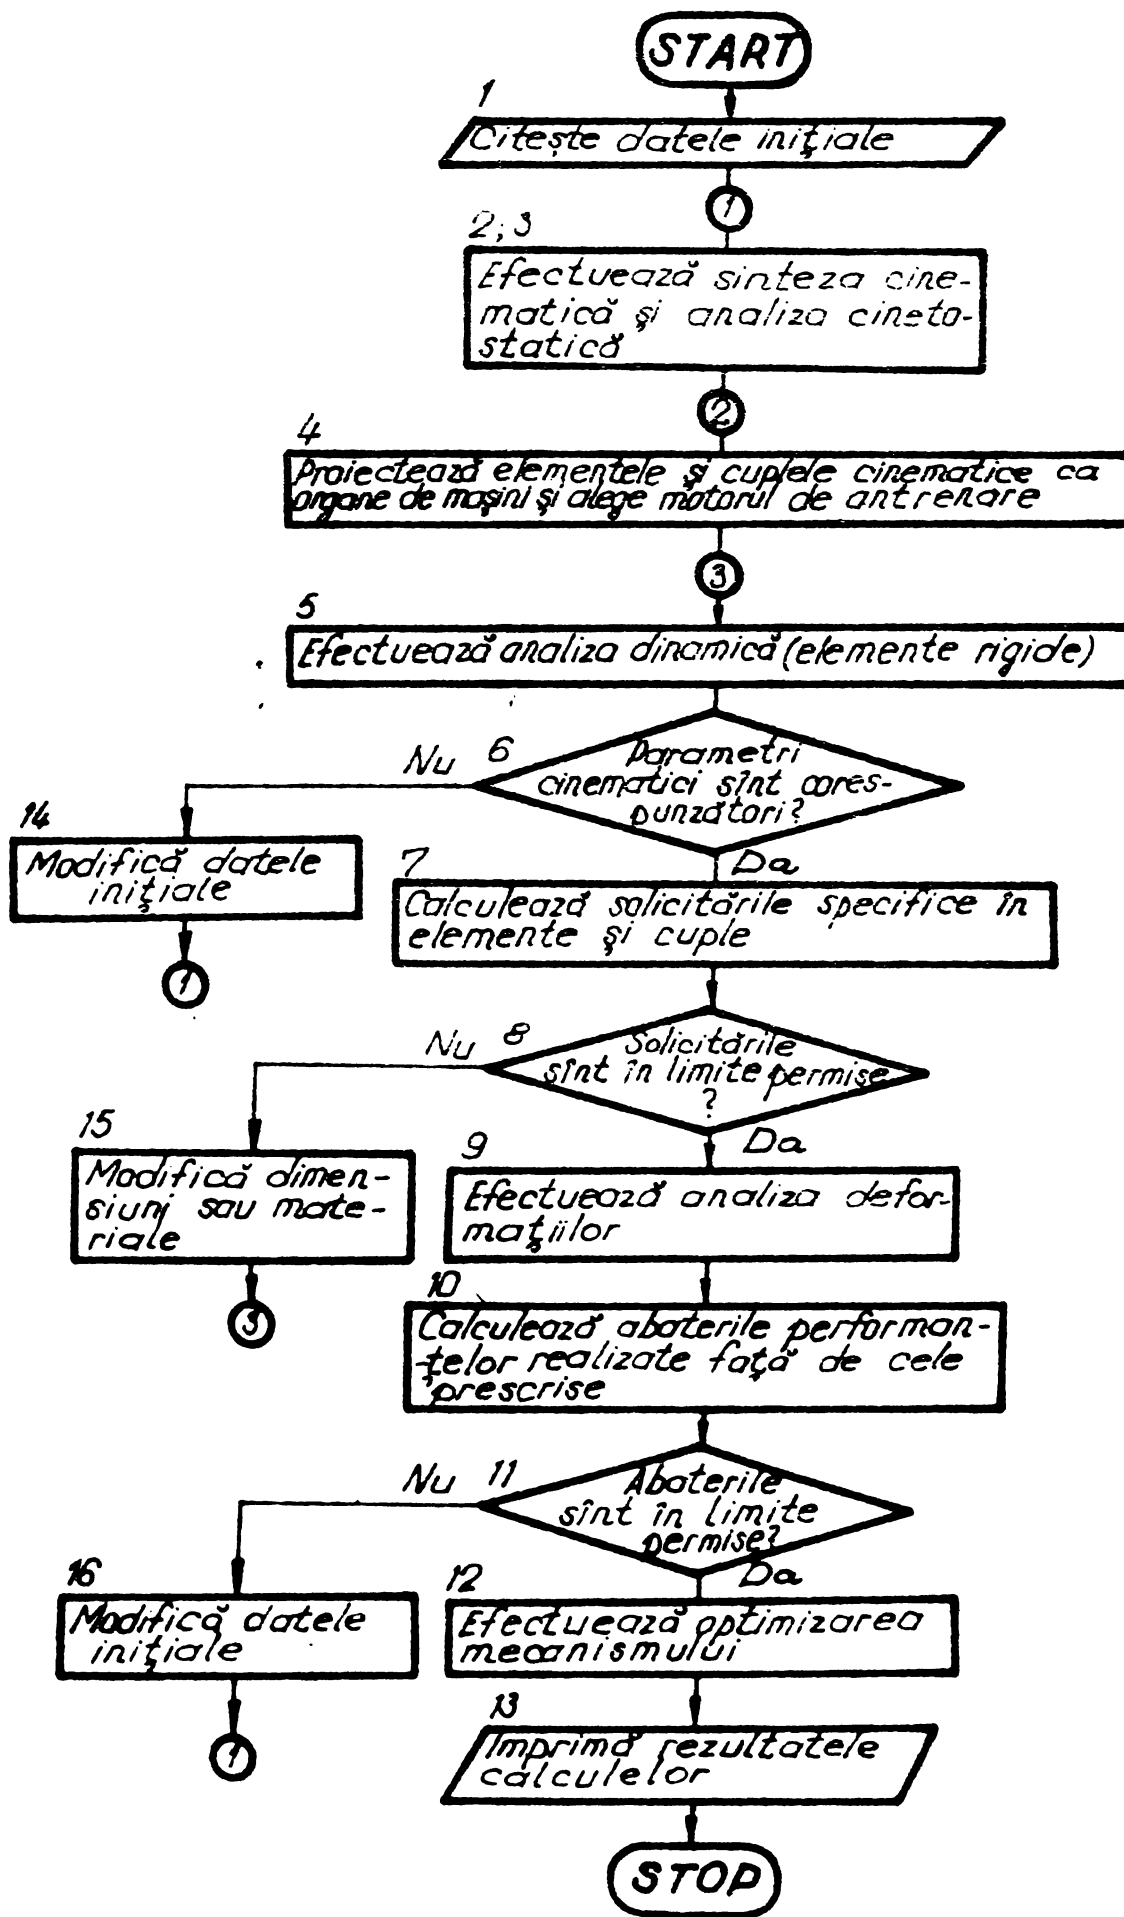 START
1
Citește datele inițiale
1
2; 3
Efectuează sinteza cine-
matică și analiza cineto-
statică
2
4
Proiectează elementele și cuplele cinematice ca
organe de mașini și alege motorul de antrenare
3
5
Efectuează analiza dinamică (elemente rigide)
Nu
6
Parametri
cinematici sînt cores-
punzători?
Da
14
Modifică datele
inițiale
1
7
Calculează solicitările specifice în
elemente și cuple
Nu
8
Solicitările
sînt în limite permise
?
Da
15
Modifică dimen-
siuni sau mate-
riale
3
9
Efectuează analiza defor-
mațiilor
10
Calculează abaterile performan-
-țelor realizate față de cele
prescrise
Nu
11
Abaterile
sînt în limite
permise?
Da
16
Modifică datele
inițiale
1
12
Efectuează optimizarea
mecanismului
13
Imprimă rezultatele
calculelor
STOP